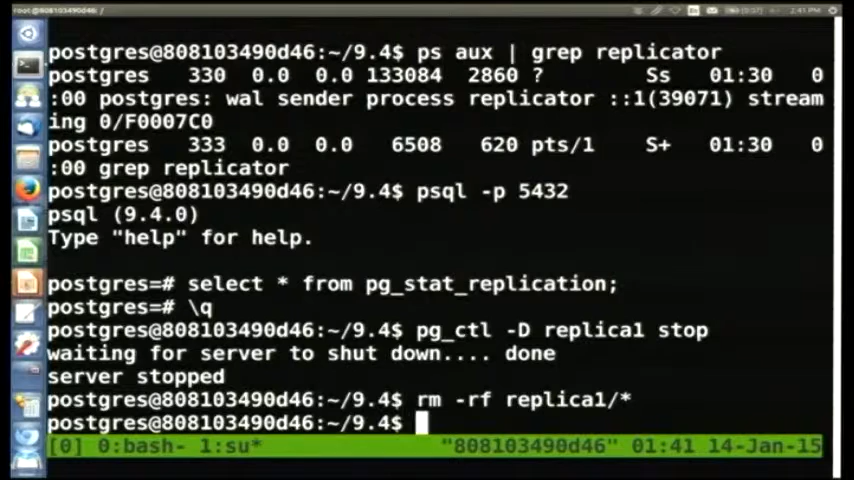 root@808103490d46: /
(0:37) 2:41 PM
postgres@808103490d46:~/9.4$ ps aux | grep replicator
postgres   330  0.0  0.0 133084  2860 ?        Ss   01:30   0
:00 postgres: wal sender process replicator ::1(39071) stream
ing 0/F0007C0
postgres   333  0.0  0.0   6508   620 pts/1    S+   01:30   0
:00 grep replicator
postgres@808103490d46:~/9.4$ psql -p 5432
psql (9.4.0)
Type "help" for help.
postgres=# select * from pg_stat_replication;
postgres=# \q
postgres@808103490d46:~/9.4$ pg_ctl -D replica1 stop
waiting for server to shut down.... done
server stopped
postgres@808103490d46:~/9.4$ rm -rf replica1/*
postgres@808103490d46:~/9.4$
[0] 0:bash- 1:su* "808103490d46" 01:41 14-Jan-15